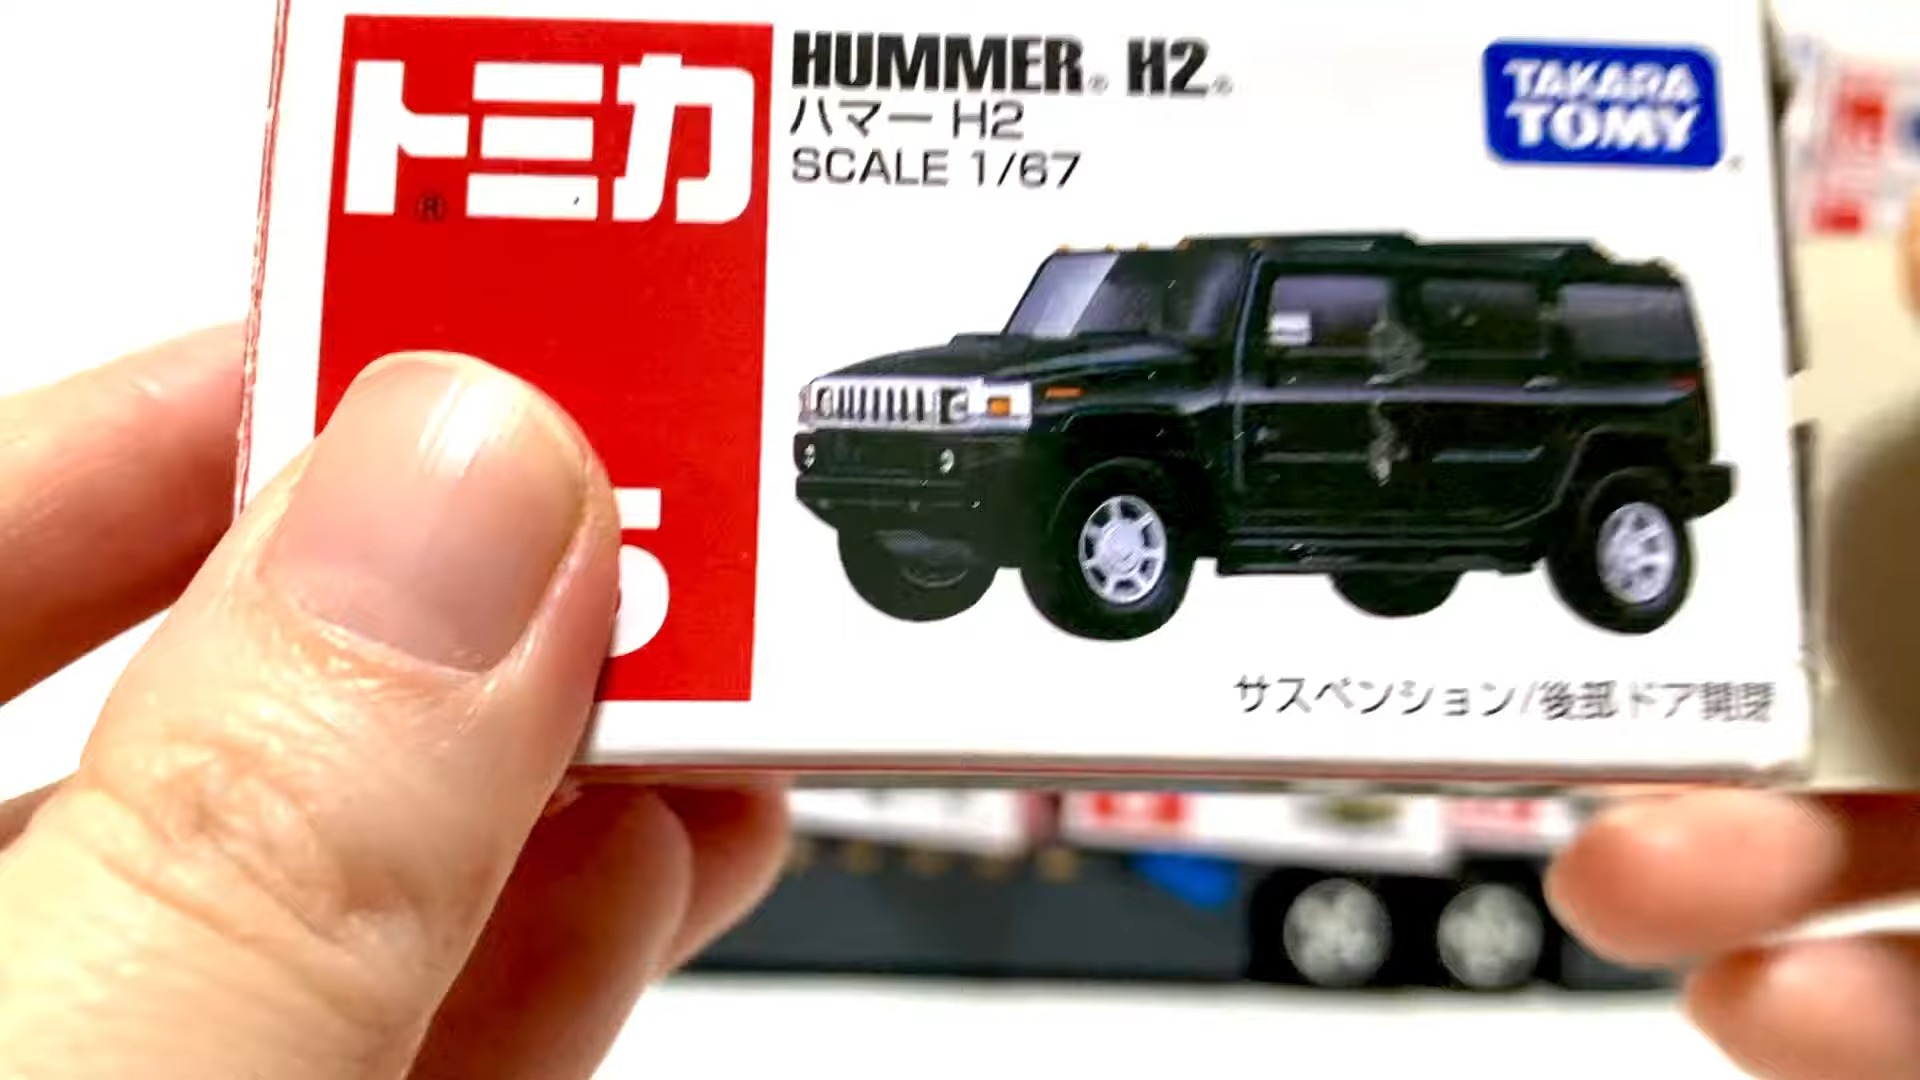 トミカ
®
HUMMER® H2®
ハマー H2
SCALE 1/67
TAKARA
TOMY
5
サスペンション/後部ドア開閉